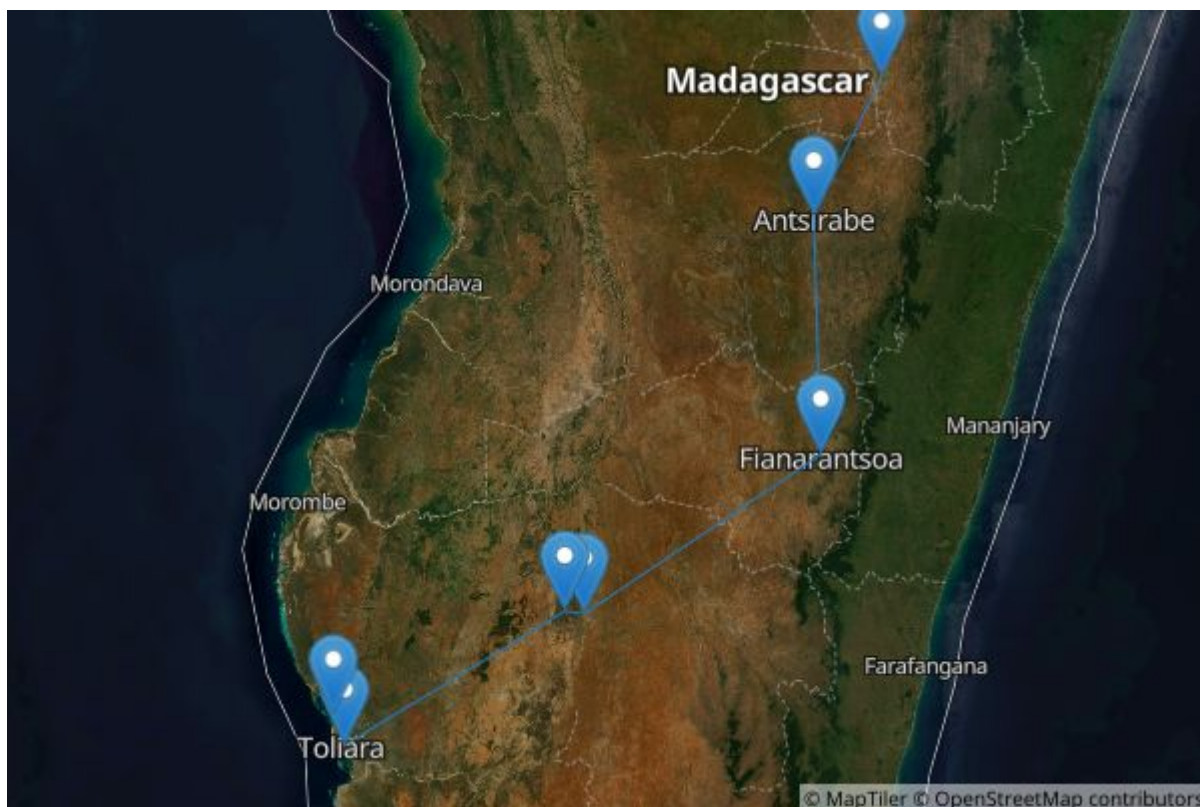 Madagascar
Antsirabe
Morondava
Mananjary
Fianarantsoa
Morombe
Farafangana
Toliara
© MapTiler © OpenStreetMap contributors